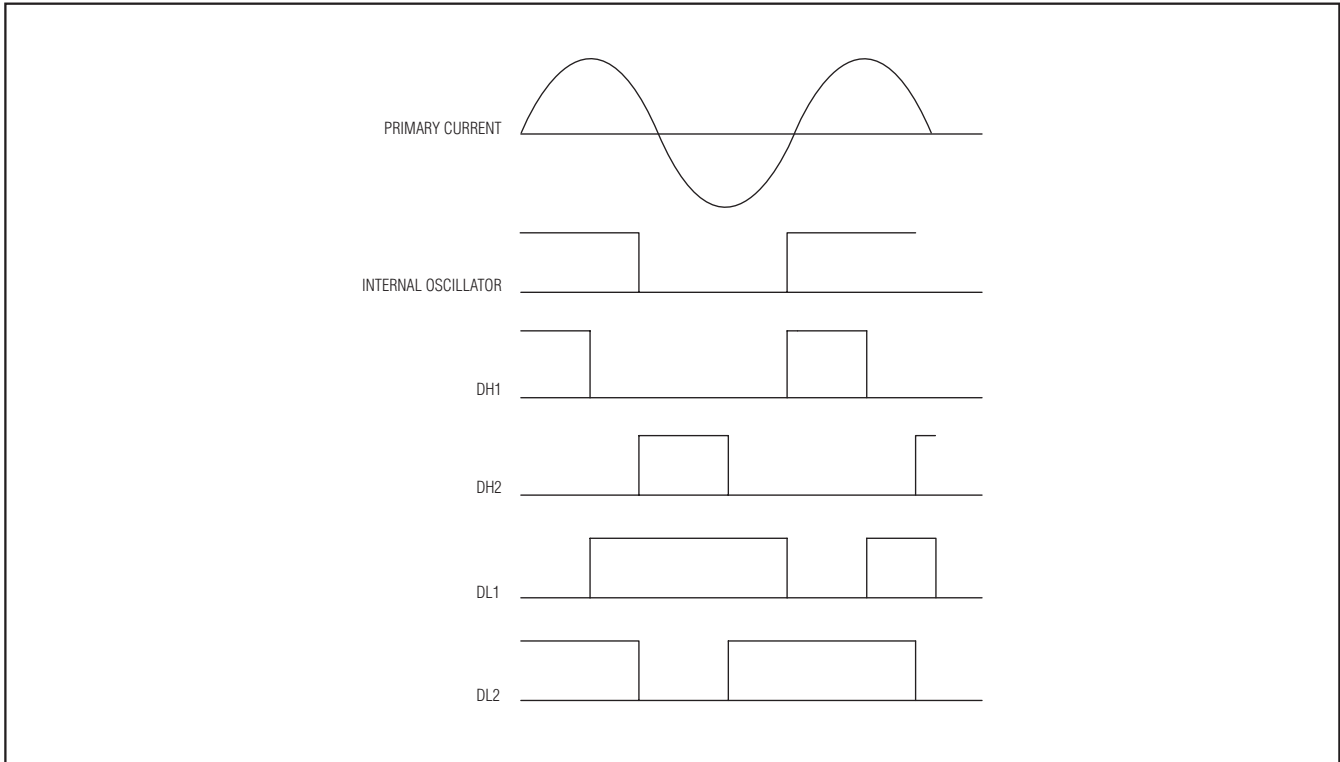 PRIMARY CURRENT
INTERNAL OSCILLATOR
DH1
DH2
DL1
DL2